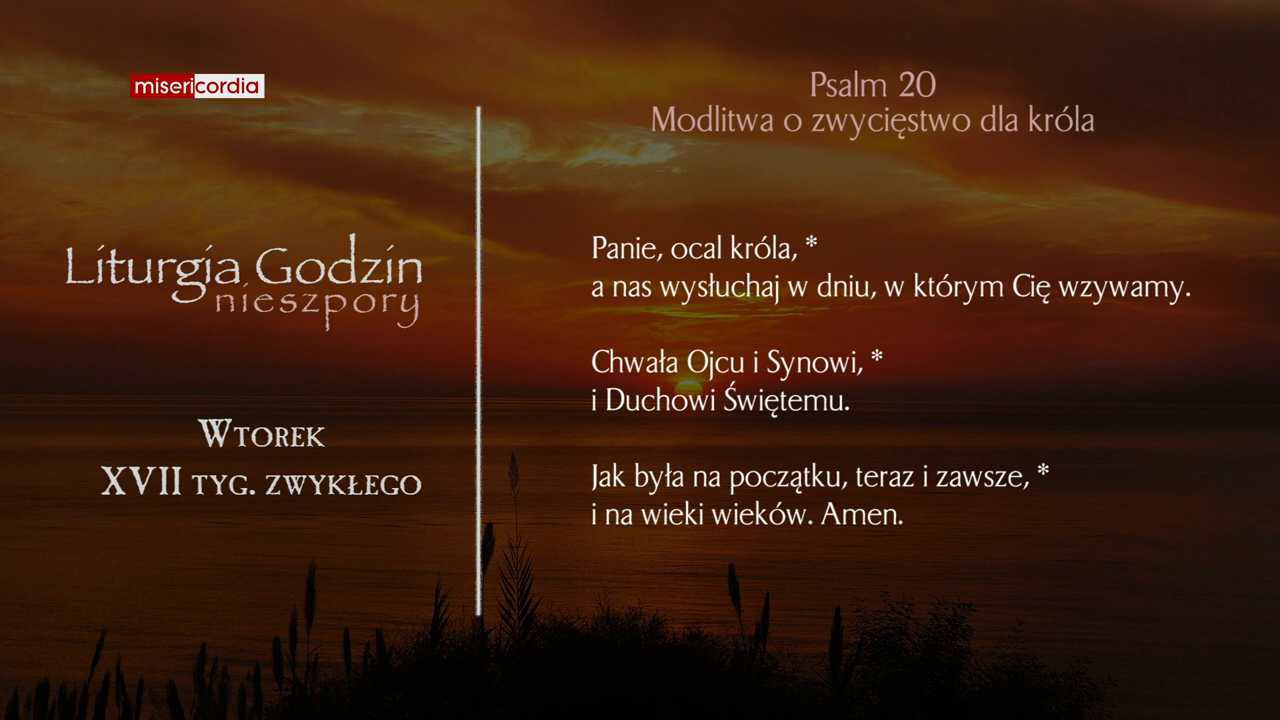 misericordia
Liturgia Godzin
nieszpory
Wtorek
XVII tyg. zwykłego
Psalm 20
Modlitwa o zwycięstwo dla króla
Panie, ocal króla, *
a nas wysłuchaj w dniu, w którym Cię wzywamy.
Chwała Ojcu i Synowi, *
i Duchowi Świętemu.
Jak była na początku, teraz i zawsze, *
i na wieki wieków. Amen.